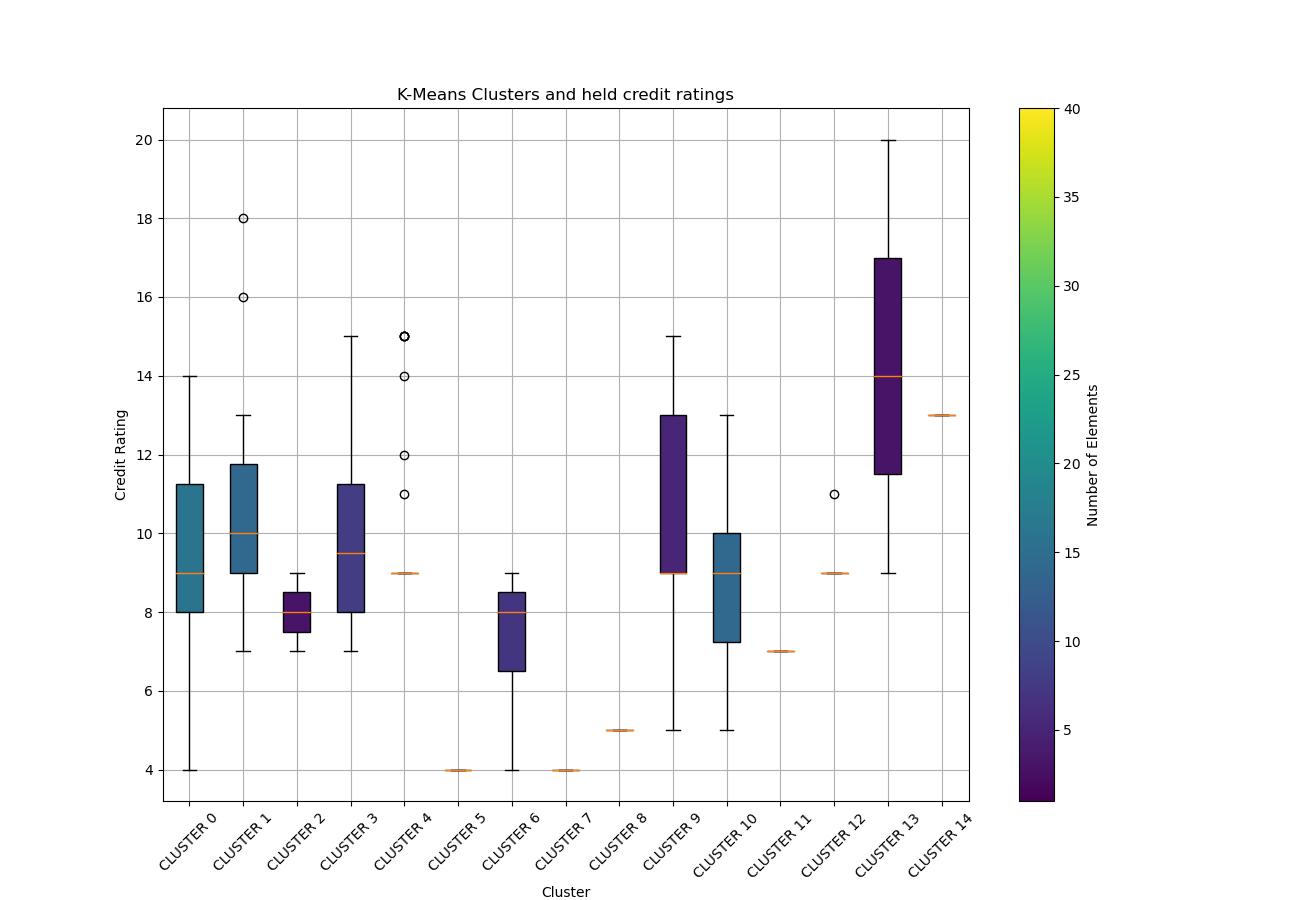 K-Means Clusters and held credit ratings
20
18
16
14
12
10
8
6
4
Credit Rating
CLUSTER 0
CLUSTER 1
CLUSTER 2
CLUSTER 3
CLUSTER 4
CLUSTER 5
CLUSTER 6
CLUSTER 7
CLUSTER 8
CLUSTER 9
CLUSTER 10
CLUSTER 11
CLUSTER 12
CLUSTER 13
CLUSTER 14
Cluster
40
35
30
25
20
15
10
5
Number of Elements